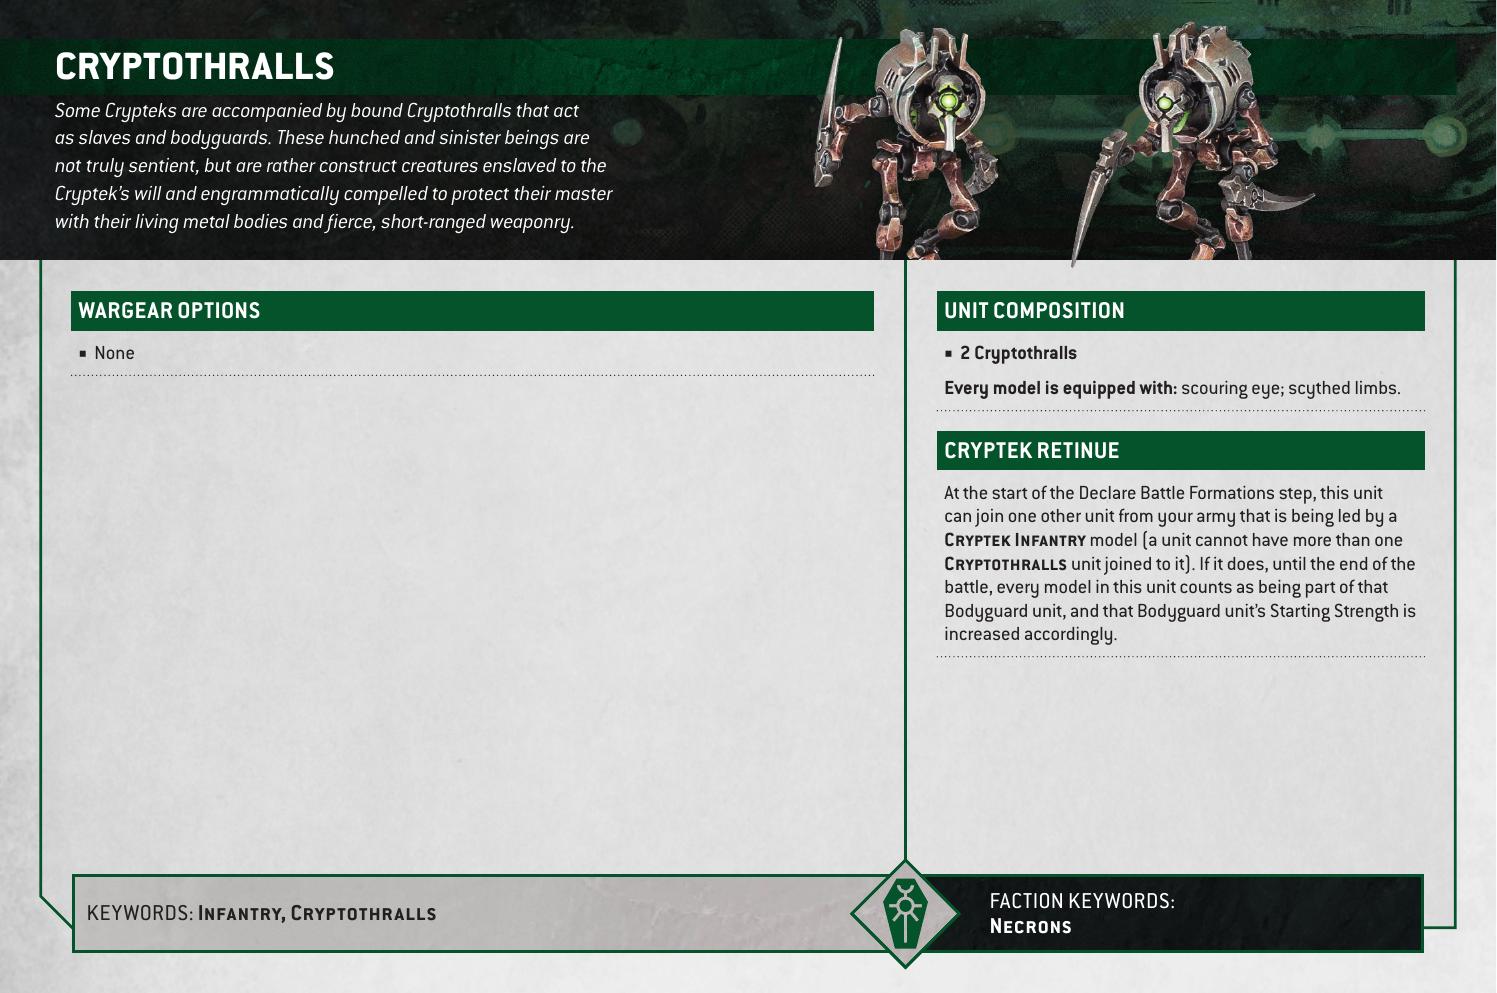 CRYPTOTHRALLS
Some Crypteks are accompanied by bound Cryptothralls that act
as slaves and bodyguards. These hunched and sinister beings are
not truly sentient, but are rather construct creatures enslaved to the
Cryptek's will and engrammatically compelled to protect their master
with their living metal bodies and fierce, short-ranged weaponry.
WARGEAR OPTIONS
▪ None
UNIT COMPOSITION
▪ 2 Cryptothralls
Every model is equipped with: scouring eye; scythed limbs.
CRYPTEK RETINUE
At the start of the Declare Battle Formations step, this unit
can join one other unit from your army that is being led by a
CRYPTEK INFANTRY model (a unit cannot have more than one
CRYPTOTHRALLS unit joined to it). If it does, until the end of the
battle, every model in this unit counts as being part of that
Bodyguard unit, and that Bodyguard unit's Starting Strength is
increased accordingly.
KEYWORDS: INFANTRY, CRYPTOTHRALLS
FACTION KEYWORDS:
NECRONS